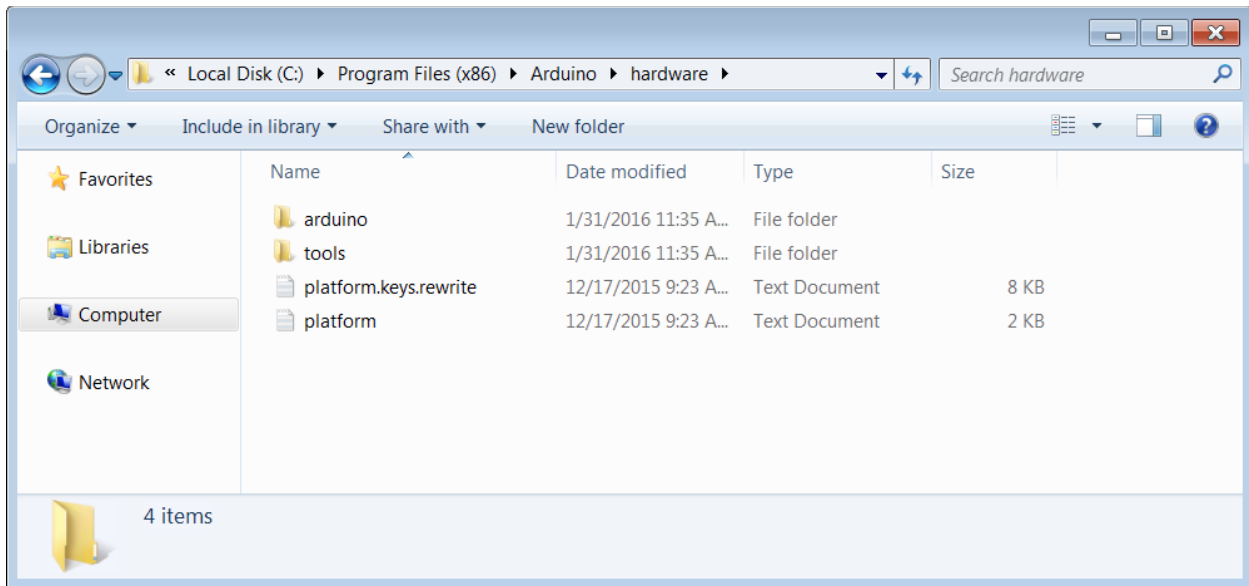 « Local Disk (C:) Program Files (x86) Arduino hardware Search hardware
Organize Include in library Share with New folder
Favorites
Libraries
Computer
Network
Name Date modified Type Size
arduino 1/31/2016 11:35 A... File folder
tools 1/31/2016 11:35 A... File folder
platform.keys.rewrite 12/17/2015 9:23 A... Text Document 8 KB
platform 12/17/2015 9:23 A... Text Document 2 KB
4 items